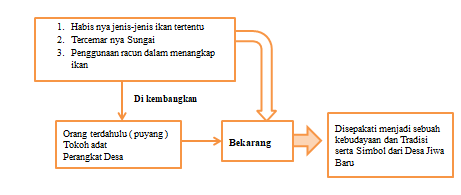 1. Habis nya jenis-jenis ikan tertentu
2. Tercemar nya Sungai
3. Penggunaan racun dalam menangkap
ikan
Di kembangkan
Orang terdahulu ( puyang )
Tokoh adat
Perangkat Desa
Bekarang
Disepakati menjadi sebuah
kebudayaan dan Tradisi
serta Simbol dari Desa Jiwa
Baru